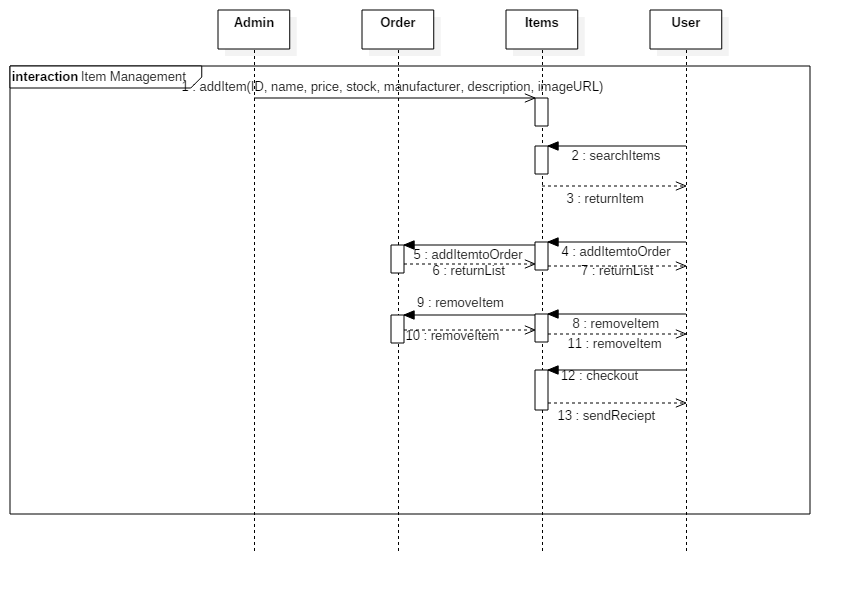 Admin
Order
Items
User
interaction Item Management
1 : addItem(ID, name, price, stock, manufacturer, description, imageURL)
2 : searchItems
3 : returnItem
4 : addItemtoOrder
5 : addItemtoOrder
6 : returnList
7 : returnList
8 : removeItem
9 : removeItem
10 : removeItem
11 : removeItem
12 : checkout
13 : sendReciept